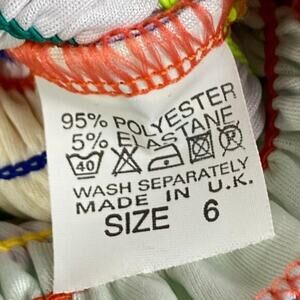 95% POLYESTER
5% ELASTANE
40
WASH SEPARATELY
MADE IN U.K.
SIZE 6